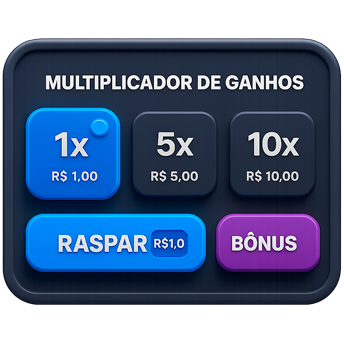 MULTIPLICADOR DE GANHOS
1x 5x 10x
R$ 1,00 R$ 5,00 R$ 10,00
RASPAR R$1,0 BÔNUS